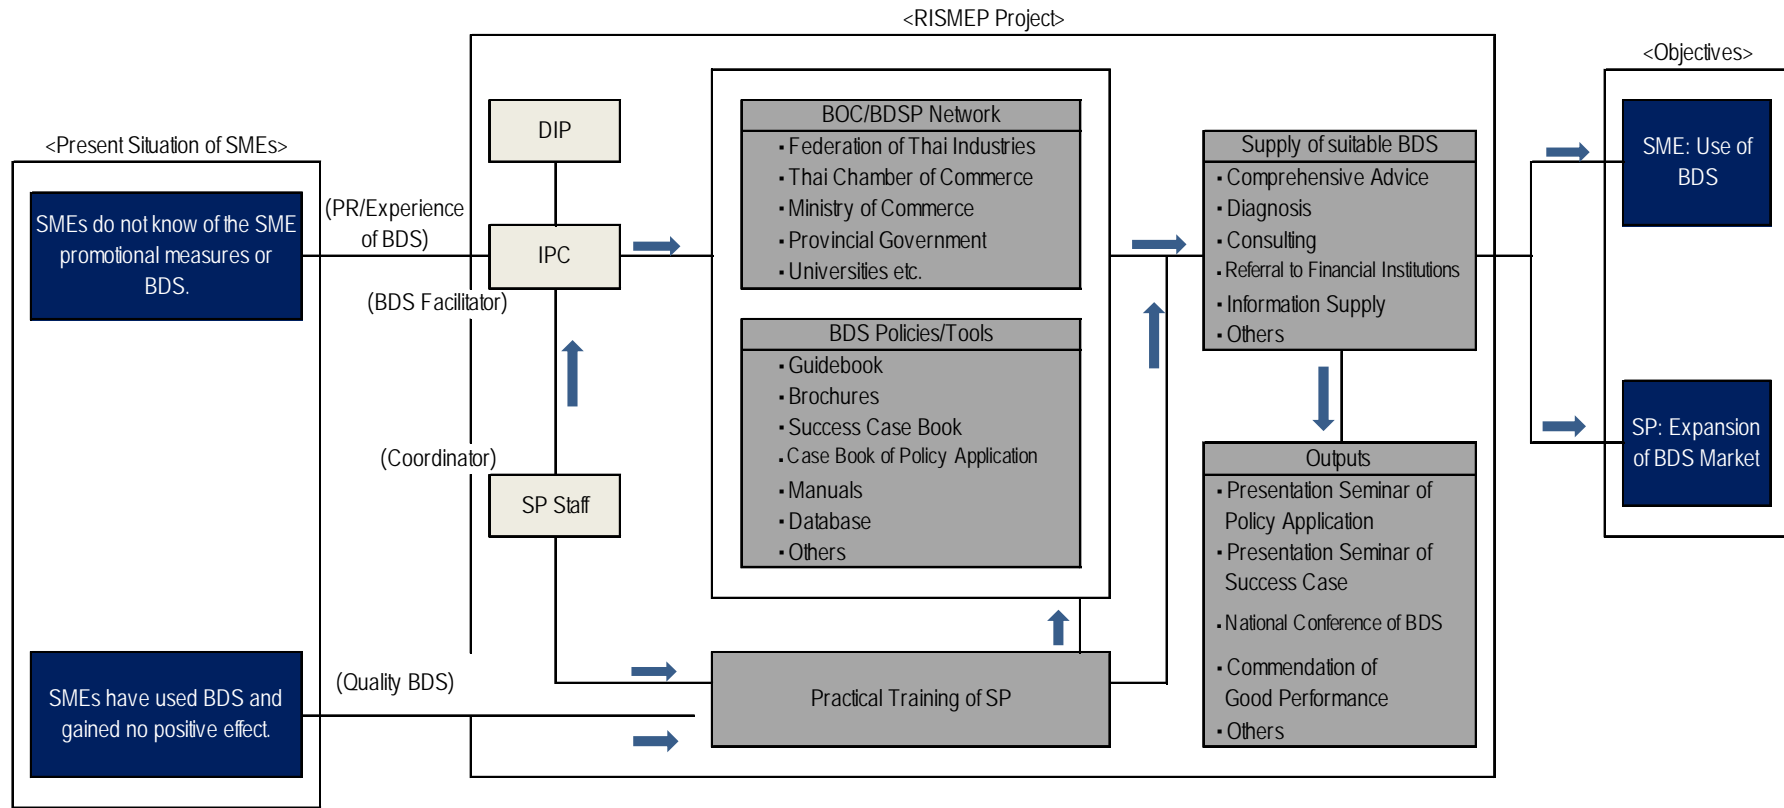 <RISMEP Project>
<Objectives>
<Present Situation of SMEs>
SMEs do not know of the SME
promotional measures or
BDS.
SMEs have used BDS and
gained no positive effect.
(PR/Experience
of BDS)
(BDS Facilitator)
(Coordinator)
(Quality BDS)
DIP
IPC
SP Staff
BOC/BDSP Network
▪ Federation of Thai Industries
▪ Thai Chamber of Commerce
▪ Ministry of Commerce
▪ Provincial Government
▪ Universities etc.
BDS Policies/Tools
▪ Guidebook
▪ Brochures
▪ Success Case Book
▪ Case Book of Policy Application
▪ Manuals
▪ Database
▪ Others
Practical Training of SP
Supply of suitable BDS
▪ Comprehensive Advice
▪ Diagnosis
▪ Consulting
▪ Referral to Financial Institutions
▪ Information Supply
▪ Others
Outputs
▪ Presentation Seminar of
Policy Application
▪ Presentation Seminar of
Success Case
▪ National Conference of BDS
▪ Commendation of
Good Performance
▪ Others
SME: Use of
BDS
SP: Expansion
of BDS Market